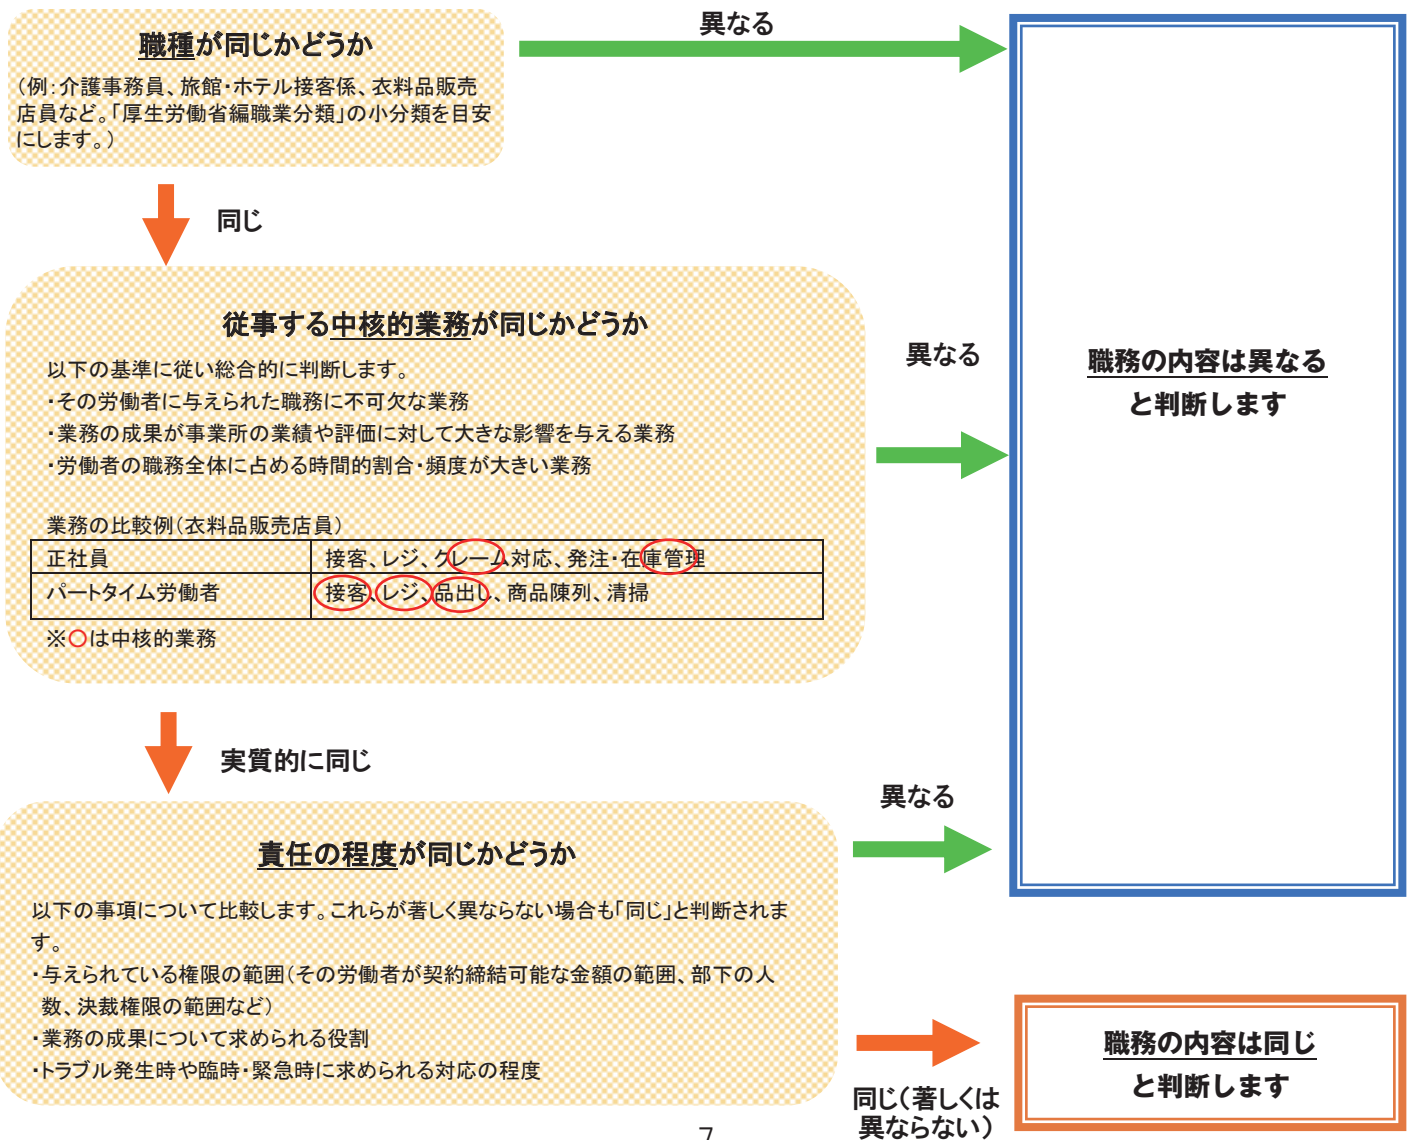 職種が同じかどうか
（例：介護事務員、旅館・ホテル接客係、衣料品販売
店員など。「厚生労働省編職業分類」の小分類を目安
にします。）
異なる
同じ
従事する中核的業務が同じかどうか
以下の基準に従い総合的に判断します。
・その労働者に与えられた職務に不可欠な業務
・業務の成果が事業所の業績や評価に対して大きな影響を与える業務
・労働者の職務全体に占める時間的割合・頻度が大きい業務
業務の比較例（衣料品販売店員）
正社員 接客、レジ、クレーム対応、発注・在庫管理
パートタイム労働者 接客、レジ、品出し、商品陳列、清掃
※○は中核的業務
異なる
職務の内容は異なる
と判断します
実質的に同じ
異なる
責任の程度が同じかどうか
以下の事項について比較します。これらが著しく異ならない場合も「同じ」と判断されま
す。
・与えられている権限の範囲（その労働者が契約締結可能な金額の範囲、部下の人
数、決裁権限の範囲など）
・業務の成果について求められる役割
・トラブル発生時や臨時・緊急時に求められる対応の程度
同じ（著しくは
異ならない）
職務の内容は同じ
と判断します
7